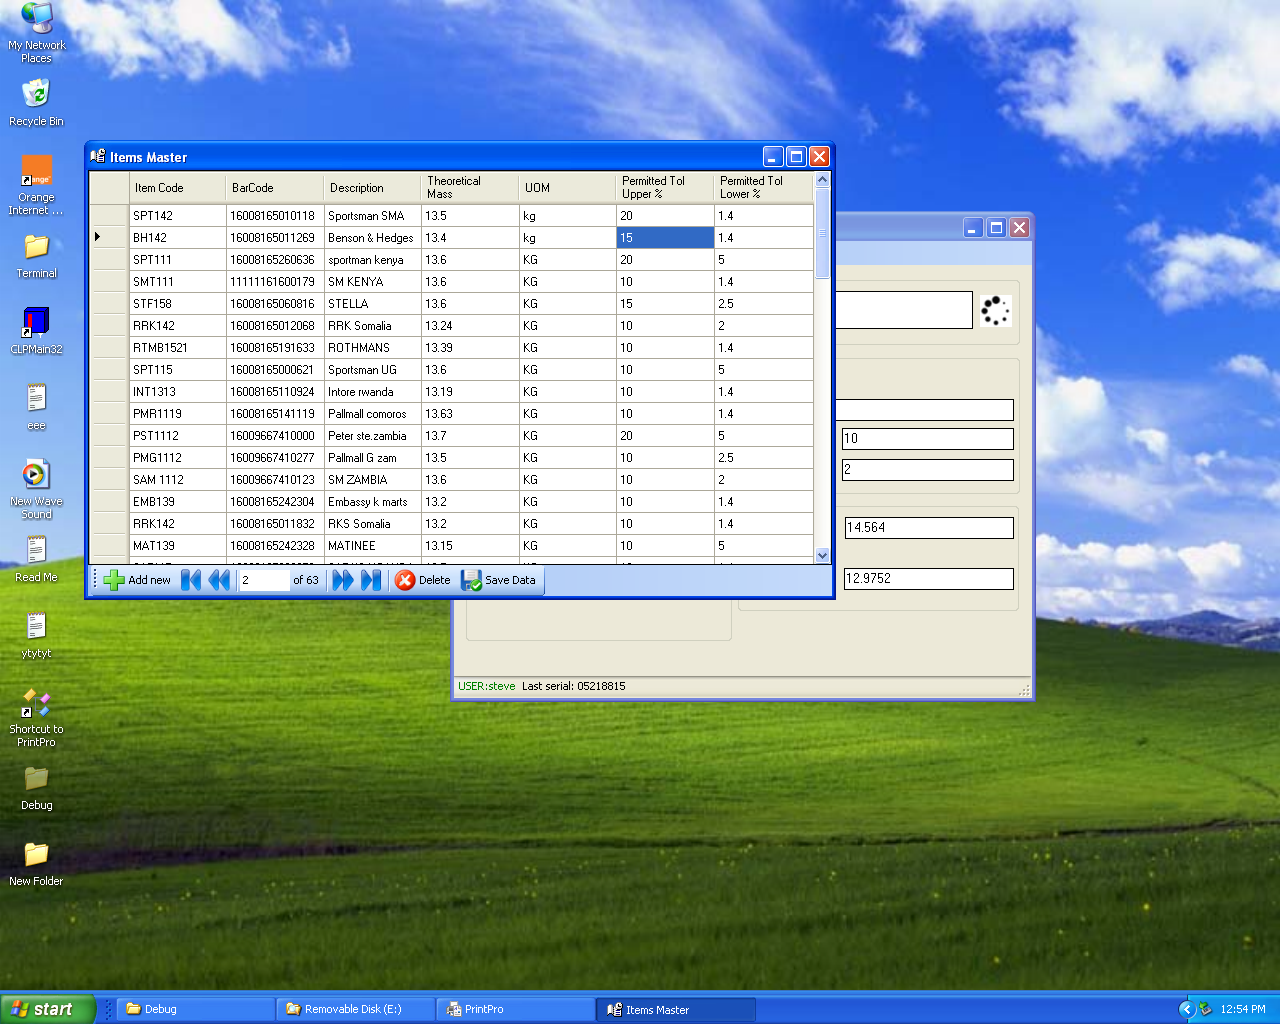 My Network
Places
Recycle Bin
Orange
Internet ...
Terminal
CLPMain32
eee
New Wave
Sound
Read Me
ytytyt
Shortcut to
PrintPro
Debug
New Folder
Items Master
Item Code BarCode Description Theoretical Mass UOM Permitted Tol Upper % Permitted Tol Lower %
SPT142 16008165010118 Sportsman SMA 13.5 kg 20 1.4
BH142 16008165011269 Benson & Hedges 13.4 kg 15 1.4
SPT111 16008165260636 sportman kenya 13.6 KG 20 5
SMT111 11111161600179 SM KENYA 13.6 KG 10 1.4
STF158 16008165060816 STELLA 13.6 KG 15 2.5
RRK142 16008165012068 RRK Somalia 13.24 KG 10 2
RTMB1521 16008165191633 ROTHMANS 13.39 KG 10 1.4
SPT115 16008165000621 Sportsman UG 13.6 KG 10 5
INT1313 16008165110924 Intore rwanda 13.19 KG 10 1.4
PMR1119 16008165141119 Pallmall comoros 13.63 KG 10 1.4
PST1112 16009667410000 Peter ste.zambia 13.7 KG 20 5
PMG1112 16009667410277 Pallmall G zam 13.5 KG 10 2.5
SAM 1112 16009667410123 SM ZAMBIA 13.6 KG 10 2
EMB139 16008165242304 Embassy k marts 13.2 KG 10 1.4
RRK142 16008165011832 RKS Somalia 13.2 KG 10 1.4
MAT139 16008165242328 MATINEE 13.15 KG 10 5
Add new 2 of 63 Delete Save Data
10
2
14.564
12.9752
USER:steve Last serial: 05218815
start Debug Removable Disk (E:) PrintPro Items Master 12:54 PM